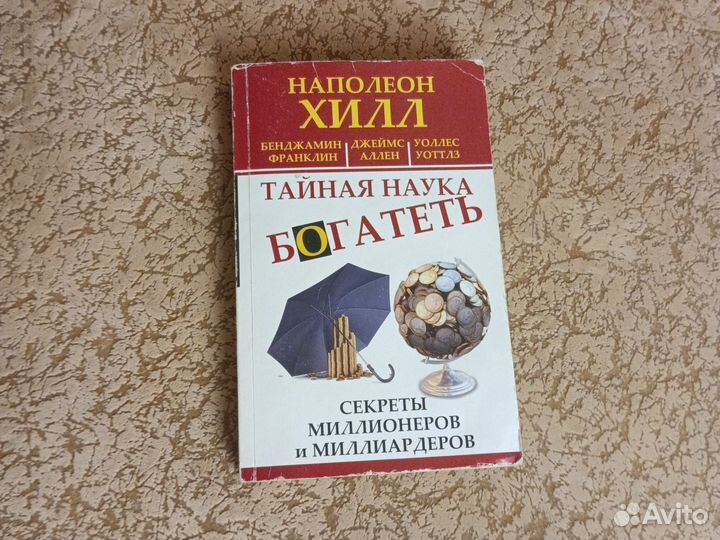 НАПОЛЕОН
ХИЛЛ
БЕНДЖАМИН
ФРАНКЛИН
ДЖЕЙМС
АЛЛЕН
УОЛЛЕС
УОТТЛЗ
ТАЙНАЯ НАУКА
БОГАТЕТЬ
СЕКРЕТЫ
МИЛЛИОНЕРОВ
и МИЛЛИАРДЕРОВ
Avito